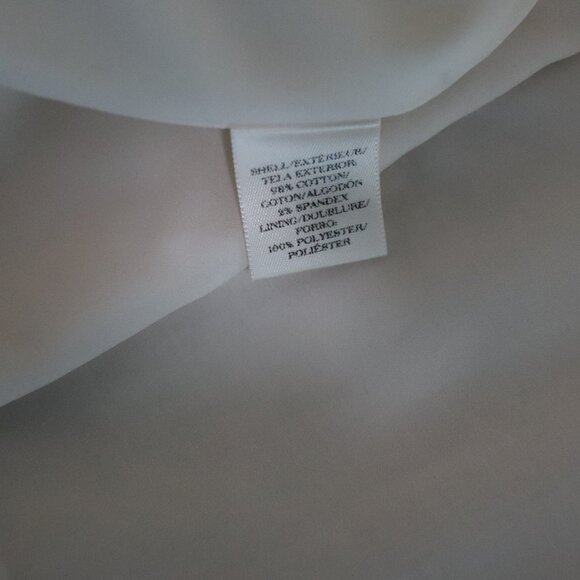 SHELL/EXTÉRIEUR/
TELA EXTERIOR:
98% COTTON/
COTON/ALGODÓN
2% SPANDEX
LINING/DOUBLURE/
FORRO:
100% POLYESTER/
POLIÉSTER